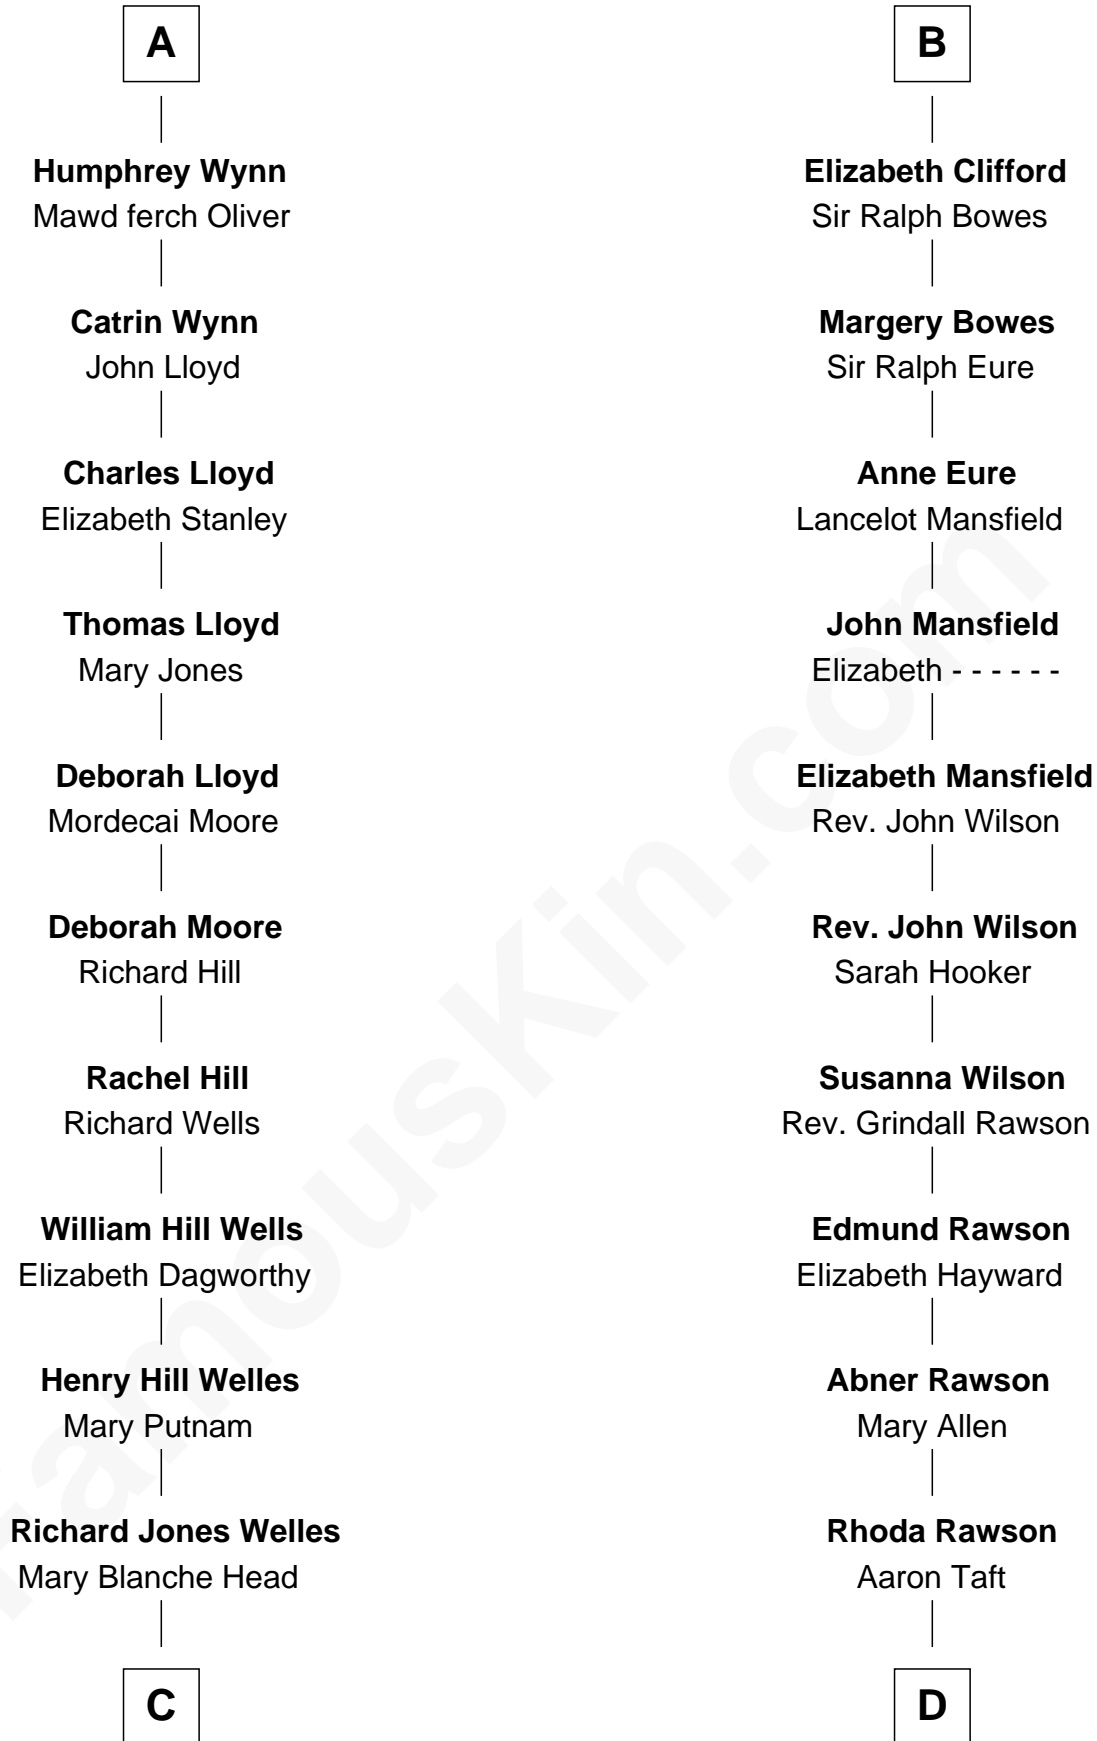 A
Humphrey Wynn
Mawd ferch Oliver
Catrin Wynn
John Lloyd
Charles Lloyd
Elizabeth Stanley
Thomas Lloyd
Mary Jones
Deborah Lloyd
Mordecai Moore
Deborah Moore
Richard Hill
Rachel Hill
Richard Wells
William Hill Wells
Elizabeth Dagworthy
Henry Hill Welles
Mary Putnam
Richard Jones Welles
Mary Blanche Head
C
B
Elizabeth Clifford
Sir Ralph Bowes
Margery Bowes
Sir Ralph Eure
Anne Eure
Lancelot Mansfield
John Mansfield
Elizabeth - - - - - -
Elizabeth Mansfield
Rev. John Wilson
Rev. John Wilson
Sarah Hooker
Susanna Wilson
Rev. Grindall Rawson
Edmund Rawson
Elizabeth Hayward
Abner Rawson
Mary Allen
Rhoda Rawson
Aaron Taft
D
FamousKin.com